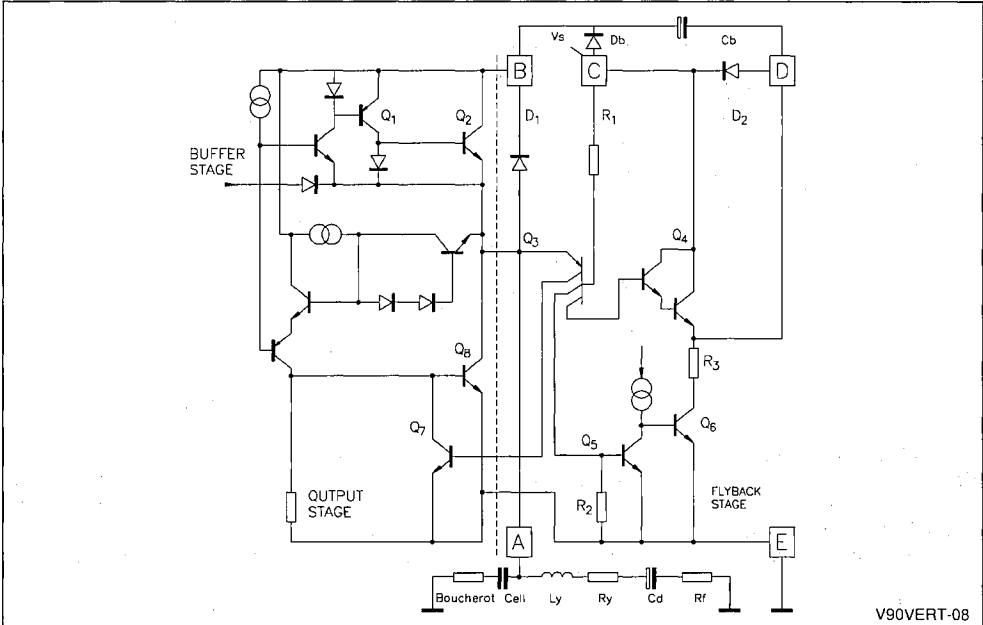 Vs
Db
Cb
B
C
D
Q1
Q2
D1
R1
D2
BUFFER
STAGE
Q3
Q4
Q8
R3
Q7
Q5
Q6
OUTPUT
STAGE
R2
FLYBACK
STAGE
A
E
Boucherot
Cell
Ly
Ry
Cd
Rf
V90VERT-08